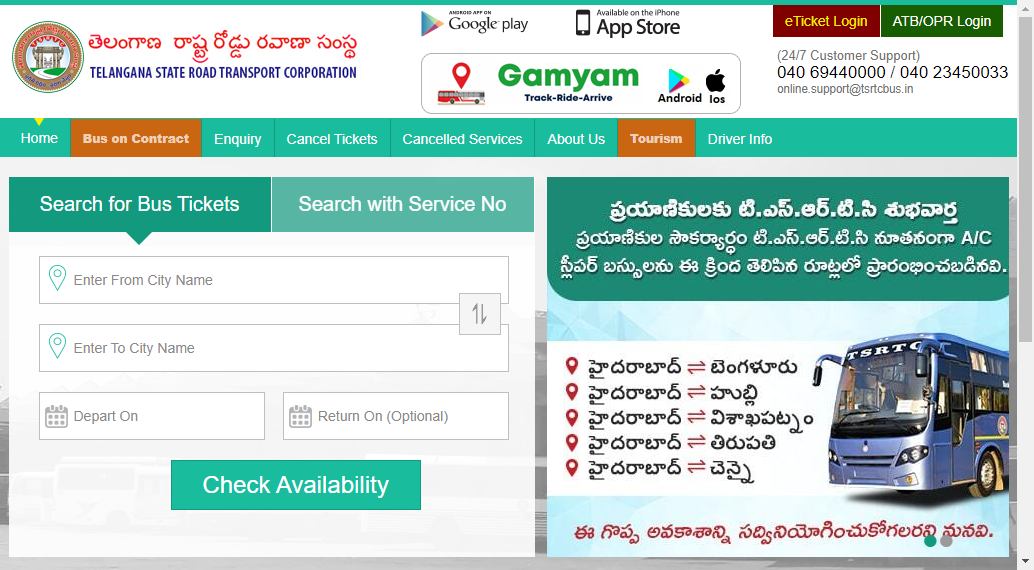 తెలంగాణ రాష్ట్ర రోడ్డు రవాణా సంస్థ
TELANGANA STATE ROAD TRANSPORT CORPORATION
ANDROID APP ON
Google play
Available on the iPhone
App Store
Gamyam
Track-Ride-Arrive
Android
Ios
eTicket Login
ATB/OPR Login
(24/7 Customer Support)
040 69440000 / 040 23450033
online.support@tsrtcbus.in
Home
Bus on Contract
Enquiry
Cancel Tickets
Cancelled Services
About Us
Tourism
Driver Info
Search for Bus Tickets
Search with Service No
Enter From City Name
Enter To City Name
Depart On
Return On (Optional)
Check Availability
ప్రయాణికులకు టి.ఎస్.ఆర్.టి.సి శుభవార్త
ప్రయాణికుల సౌకర్యార్ధం టి.ఎస్.ఆర్.టి.సి నూతనంగా A/C
స్లీపర్ బస్సులను ఈ క్రింద తెలిపిన రూట్లలో ప్రారంభించబడినవి.
హైదరాబాద్ ⇌ బెంగళూరు
హైదరాబాద్ ⇌ హుబ్లి
హైదరాబాద్ ⇌ విశాఖపట్నం
హైదరాబాద్ ⇌ తిరుపతి
హైదరాబాద్ ⇌ చెన్నై
TSRTC
ఈ గొప్ప అవకాశాన్ని సద్వినియోగించుకోగలరని మనవి.